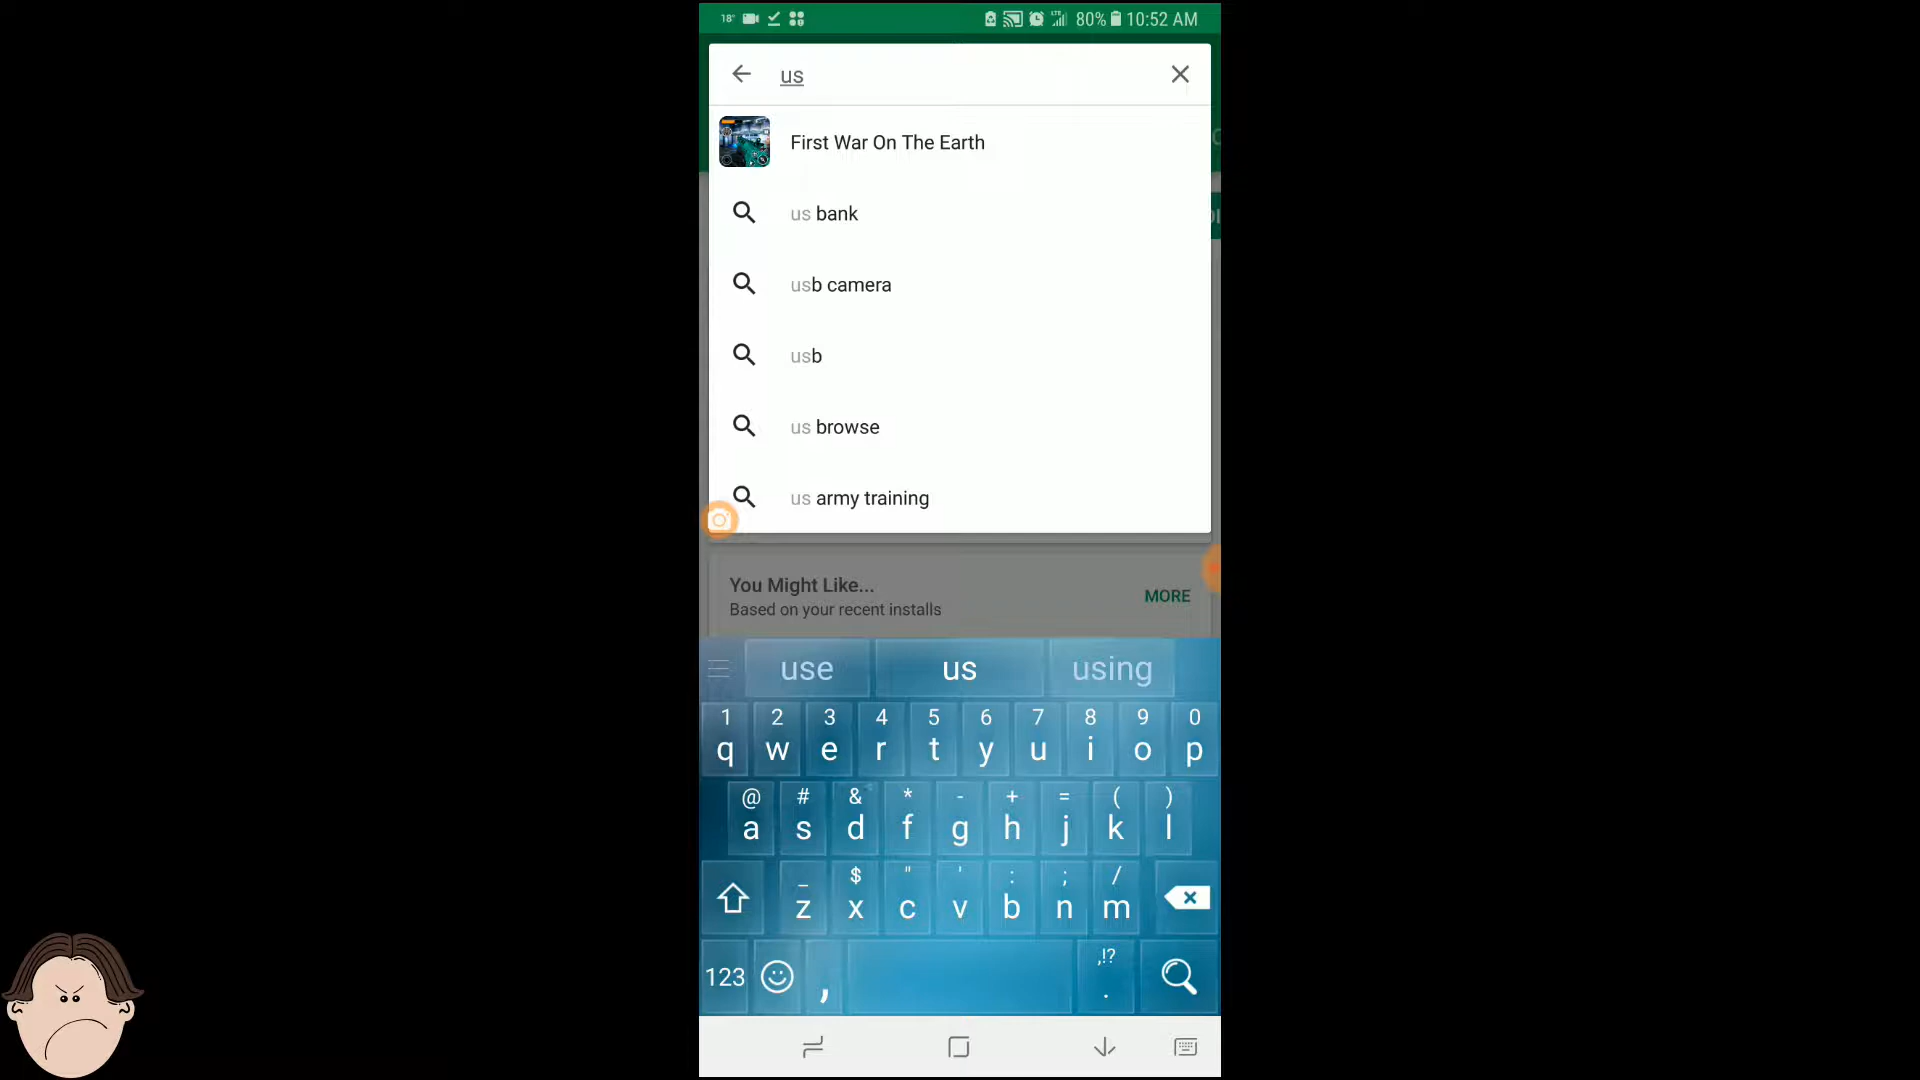 18° 80% 10:52 AM
us
First War On The Earth
us bank
usb camera
usb
us browse
us army training
You Might Like...
MORE
Based on your recent installs
use us using
1 2 3 4 5 6 7 8 9 0
q w e r t y u i o p
@ # & * - + = ( )
a s d f g h j k l
_ $ " ' : ; /
z x c v b n m
,!?
123 , .